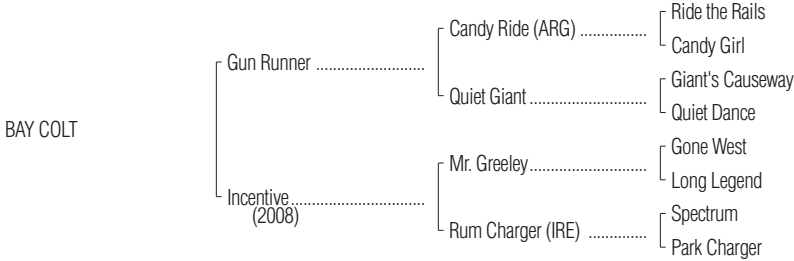 Ride the Rails
Candy Ride (ARG) ................
Candy Girl
Gun Runner ..........................
Giant's Causeway
Quiet Giant ............................
Quiet Dance
BAY COLT
Gone West
Mr. Greeley ............................
Long Legend
Incentive ................................
(2008)
Spectrum
Rum Charger (IRE) ..............
Park Charger